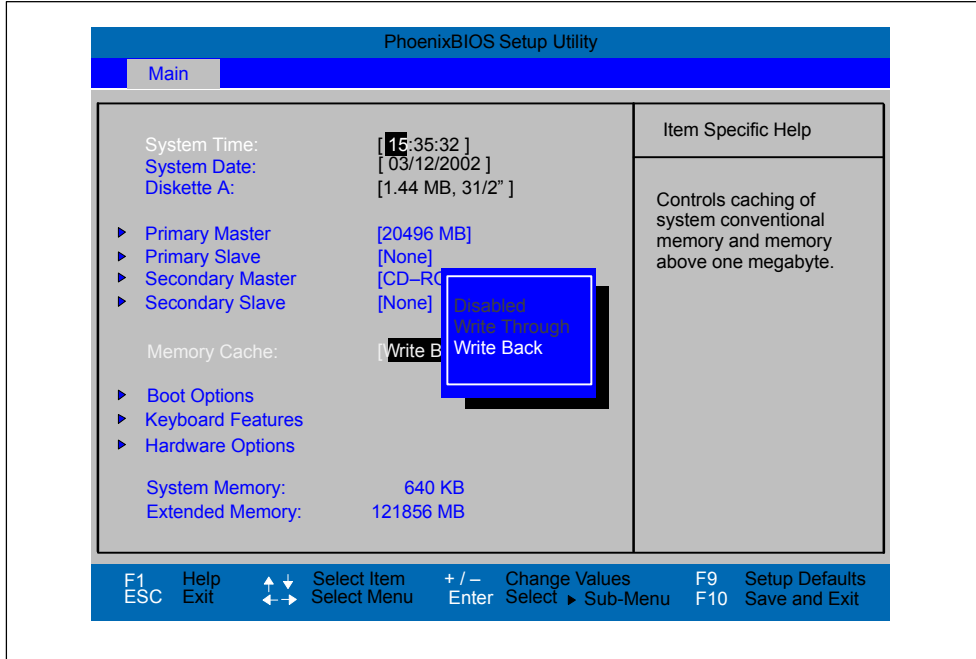 PhoenixBIOS Setup Utility
Main
System Time: [ 15:35:32 ]
System Date: [ 03/12/2002 ]
Diskette A: [1.44 MB, 31/2” ]
Primary Master [20496 MB]
Primary Slave [None]
Secondary Master [CD–RO
Secondary Slave [None]
Memory Cache: [Write B
Disabled
Write Through
Write Back
Boot Options
Keyboard Features
Hardware Options
System Memory: 640 KB
Extended Memory: 121856 MB
Item Specific Help
Controls caching of
system conventional
memory and memory
above one megabyte.
F1 Help Select Item + / – Change Values F9 Setup Defaults
ESC Exit Select Menu Enter Select Sub-Menu F10 Save and Exit